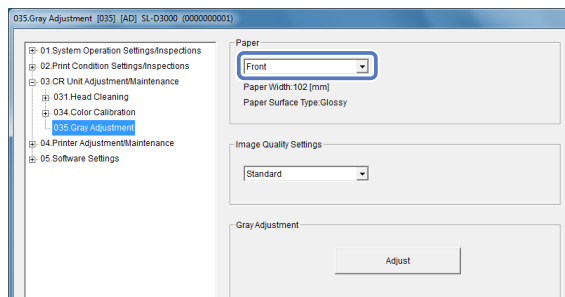 035.Gray Adjustment [035] [AD] SL-D3000 (0000000001)
01.System Operation Settings/Inspections
02.Print Condition Settings/Inspections
03.CR Unit Adjustment/Maintenance
031.Head Cleaning
034.Color Calibration
035.Gray Adjustment
04.Printer Adjustment/Maintenance
05.Software Settings
Paper
Front
Paper Width:102 [mm]
Paper Surface Type:Glossy
Image Quality Settings
Standard
Gray Adjustment
Adjust